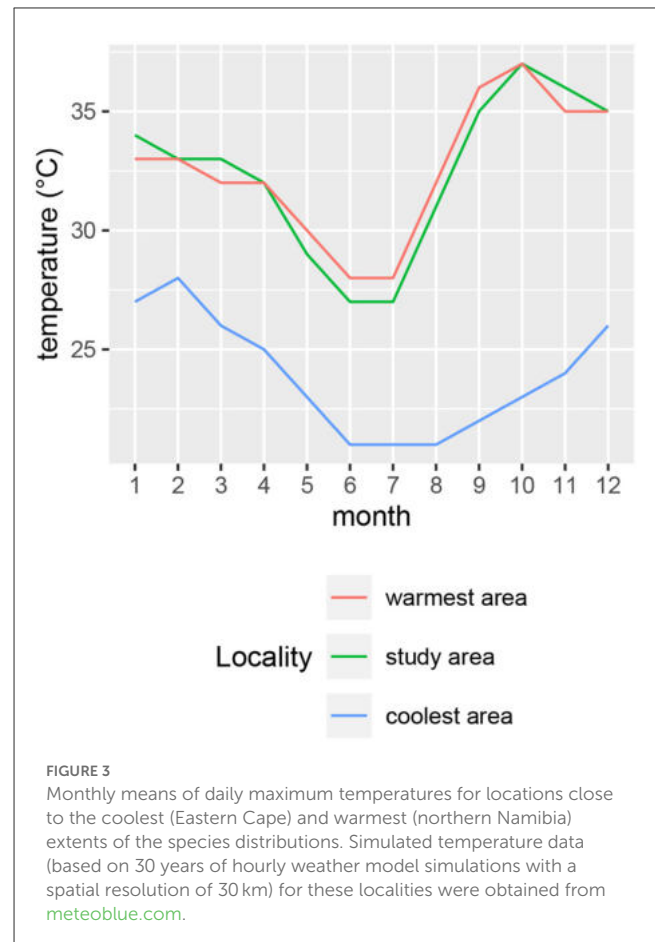 35
30
25
temperature (°C)
1 2 3 4 5 6 7 8 9 10 11 12
month
Locality
warmest area
study area
coolest area
FIGURE 3
Monthly means of daily maximum temperatures for locations close
to the coolest (Eastern Cape) and warmest (northern Namibia)
extents of the species distributions. Simulated temperature data
(based on 30 years of hourly weather model simulations with a
spatial resolution of 30 km) for these localities were obtained from
meteoblue.com.